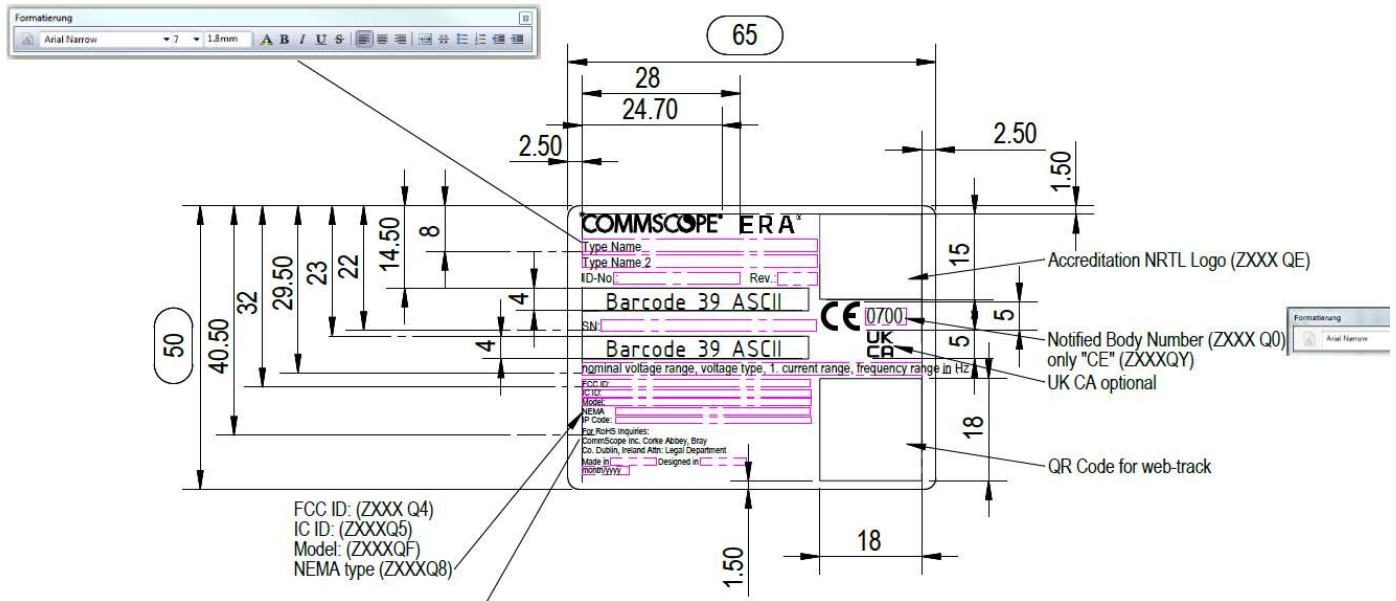 Formatierung
Arial Narrow 7 1.8mm A B I U S
65
28
24.70
2.50
2.50
1.50
50
40.50
32
29.50
23
22
14.50
8
4
4
15
5
5
18
18
1.50
COMMSCOPE® ERA®
Type Name
Type Name 2
ID-No.: Rev.:
Barcode 39 ASCII
SN:
Barcode 39 ASCII
CE 0700
UK
CA
nominal voltage range, voltage type, 1. current range, frequency range in Hz
FCC ID:
IC ID:
Model:
NEMA
IP Code:
For RoHS Inquiries:
CommScope Inc. Corke Abbey, Bray
Co. Dublin, Ireland Attn: Legal Department
Made in Designed in
month/yyyy
Accreditation NRTL Logo (ZXXX QE)
Notified Body Number (ZXXX Q0)
only "CE" (ZXXXQY)
UK CA optional
QR Code for web-track
Formatierung
Arial Narrow
FCC ID: (ZXXX Q4)
IC ID: (ZXXXQ5)
Model: (ZXXXQF)
NEMA type (ZXXXQ8)